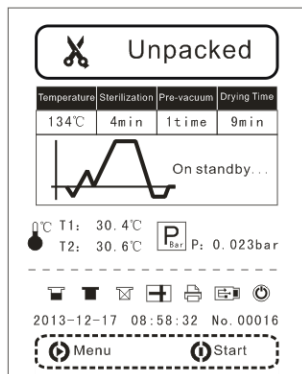 Unpacked
Temperature Sterilization Pre-vacuum Drying Time
134℃ 4min 1time 9min
On standby...
℃ T1: 30.4℃
T2: 30.6℃ P Bar P: 0.023bar
2013-12-17 08:58:32 No.00016
Menu Start